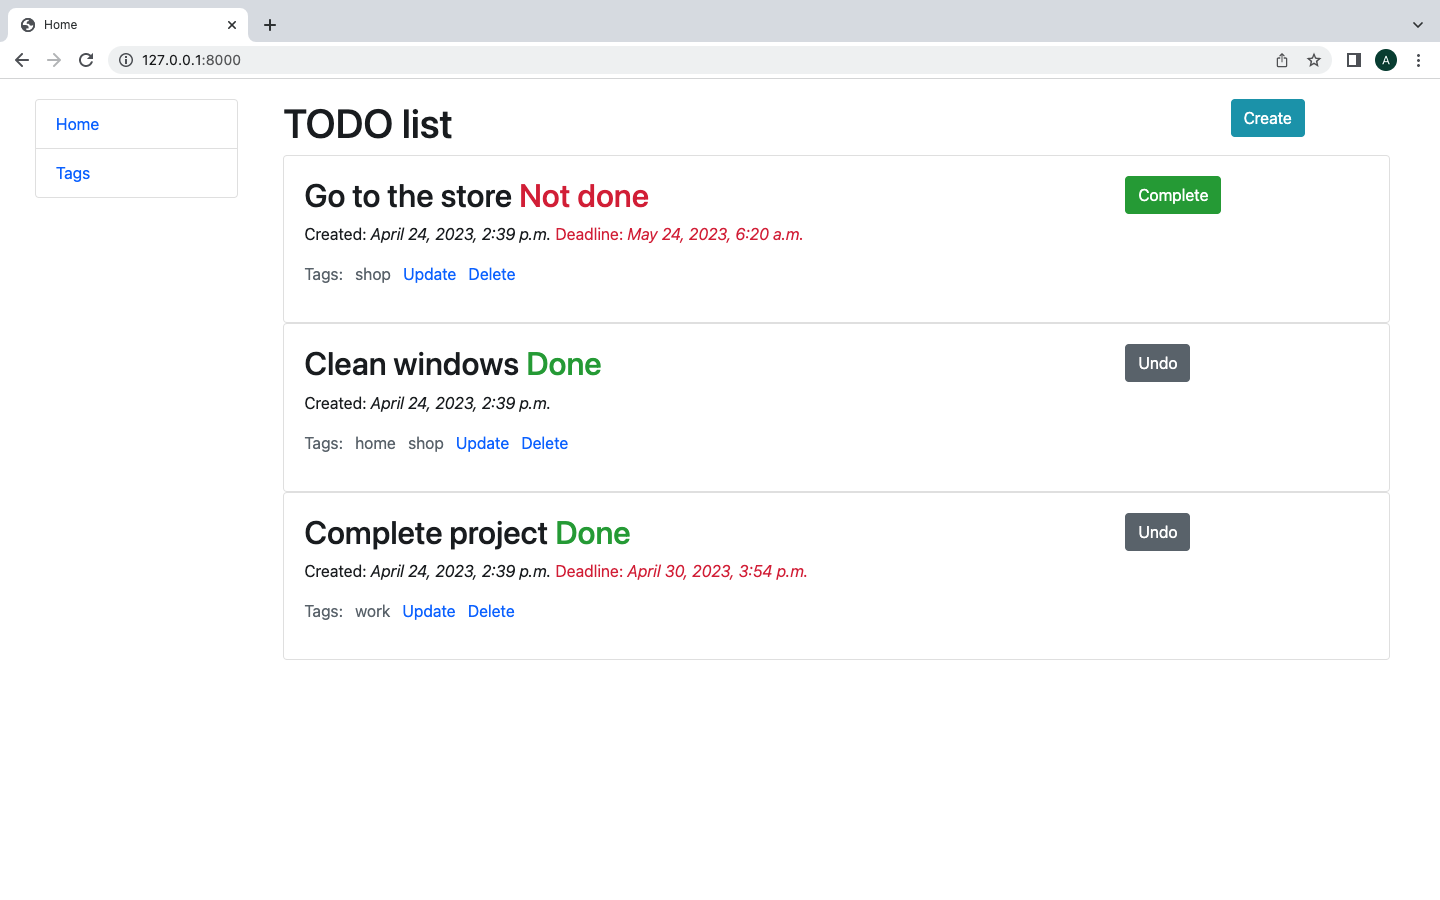 Home
127.0.0.1:8000
A
Home
Tags
TODO list
Create
Go to the store Not done
Complete
Created: April 24, 2023, 2:39 p.m. Deadline: May 24, 2023, 6:20 a.m.
Tags: shop Update Delete
Clean windows Done
Undo
Created: April 24, 2023, 2:39 p.m.
Tags: home shop Update Delete
Complete project Done
Undo
Created: April 24, 2023, 2:39 p.m. Deadline: April 30, 2023, 3:54 p.m.
Tags: work Update Delete